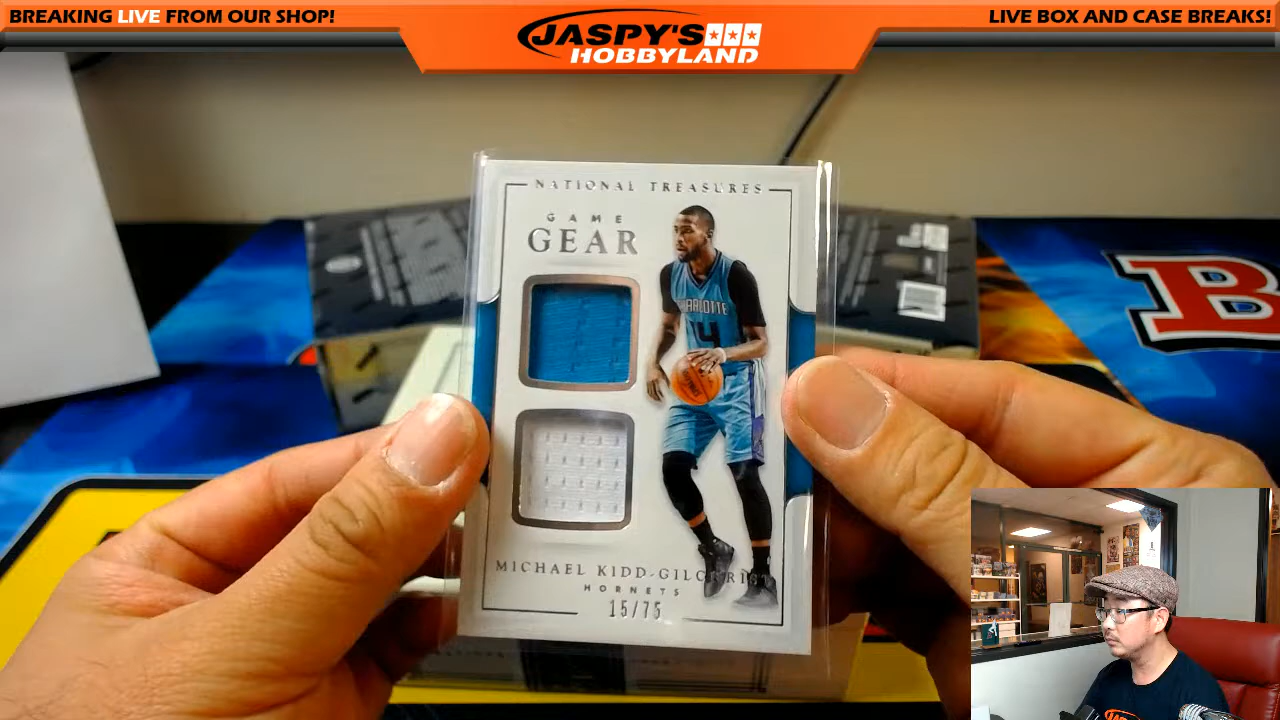 BREAKING LIVE FROM OUR SHOP!
JASPY'S
HOBBYLAND
LIVE BOX AND CASE BREAKS!
NATIONAL TREASURES
GAME
GEAR
CHARLOTTE
14
MICHAEL KIDD-GILCHRIST
HORNETS
15/75
B